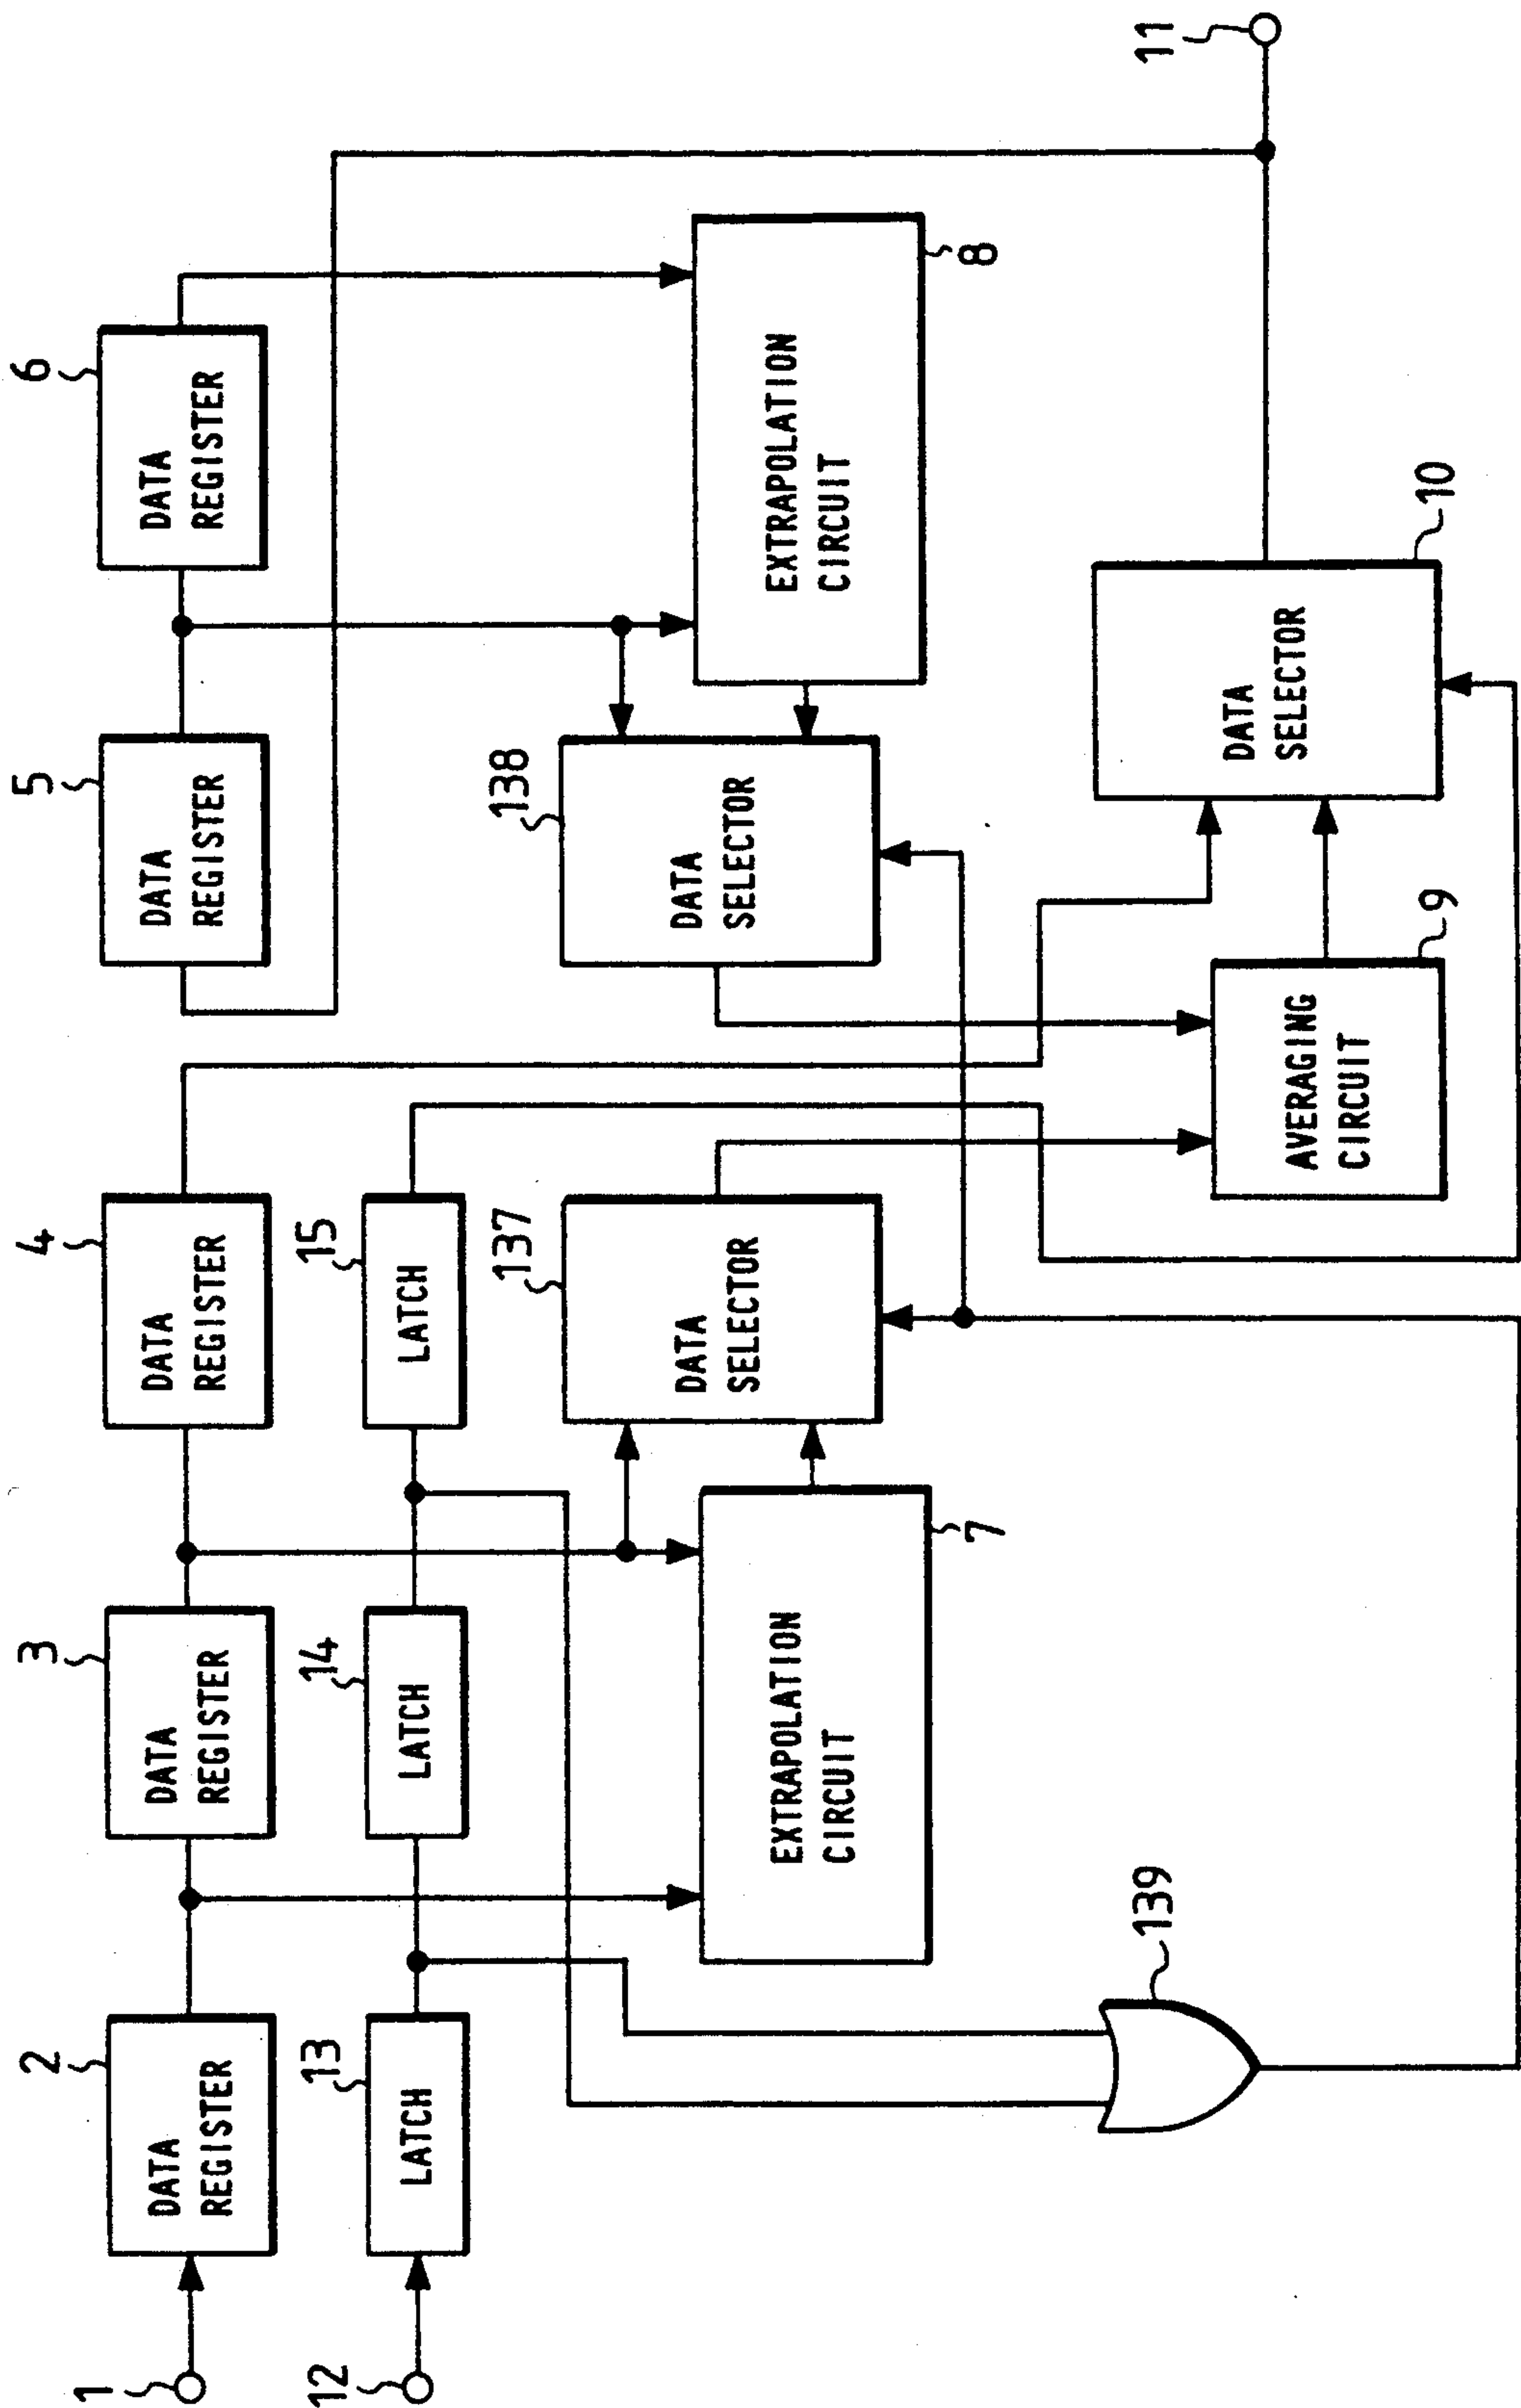 1
2
DATA
REGISTER
3
DATA
REGISTER
4
DATA
REGISTER
5
DATA
REGISTER
6
DATA
REGISTER
12
13
LATCH
14
LATCH
15
LATCH
137
DATA
SELECTOR
138
DATA
SELECTOR
EXTRAPOLATION
CIRCUIT
7
EXTRAPOLATION
CIRCUIT
8
139
AVERAGING
CIRCUIT
9
DATA
SELECTOR
10
11